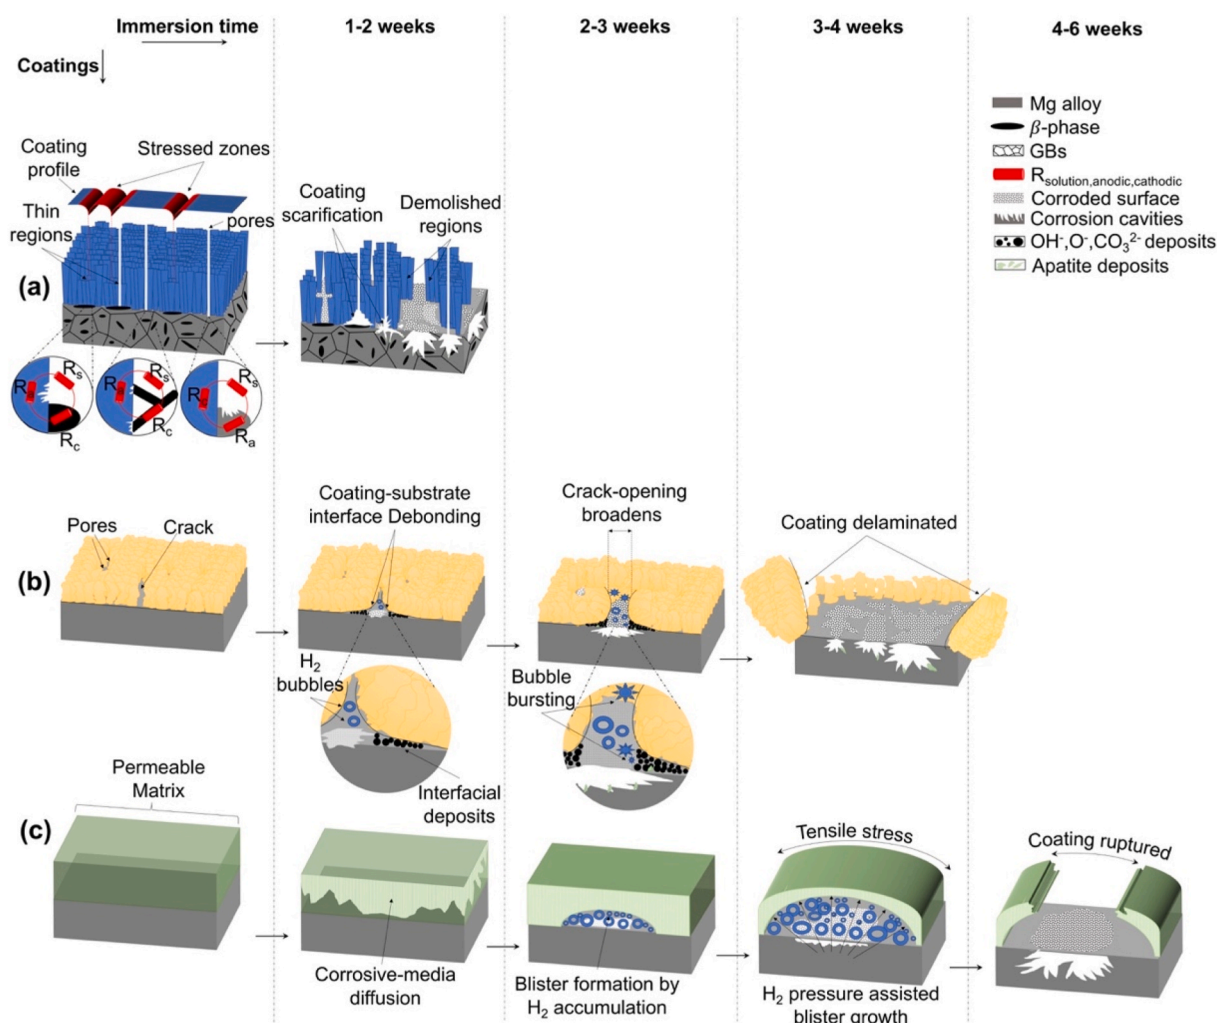 Immersion time
1-2 weeks
2-3 weeks
3-4 weeks
4-6 weeks
Coatings
Mg alloy
β-phase
GBs
R solution,anodic,cathodic
Corroded surface
Corrosion cavities
OH⁻,O⁻,CO₃²⁻ deposits
Apatite deposits
Coating
profile
Stressed zones
Thin
regions
pores
Coating
scarification
Demolished
regions
(a)
R
Rs
Rc
R
Rs
Rc
R
Rs
Ra
Coating-substrate
interface Debonding
Crack-opening
broadens
Coating delaminated
Pores
Crack
(b)
H₂
bubbles
Bubble
bursting
Interfacial
deposits
Permeable
Matrix
(c)
Tensile stress
Coating ruptured
Corrosive-media
diffusion
Blister formation by
H₂ accumulation
H₂ pressure assisted
blister growth